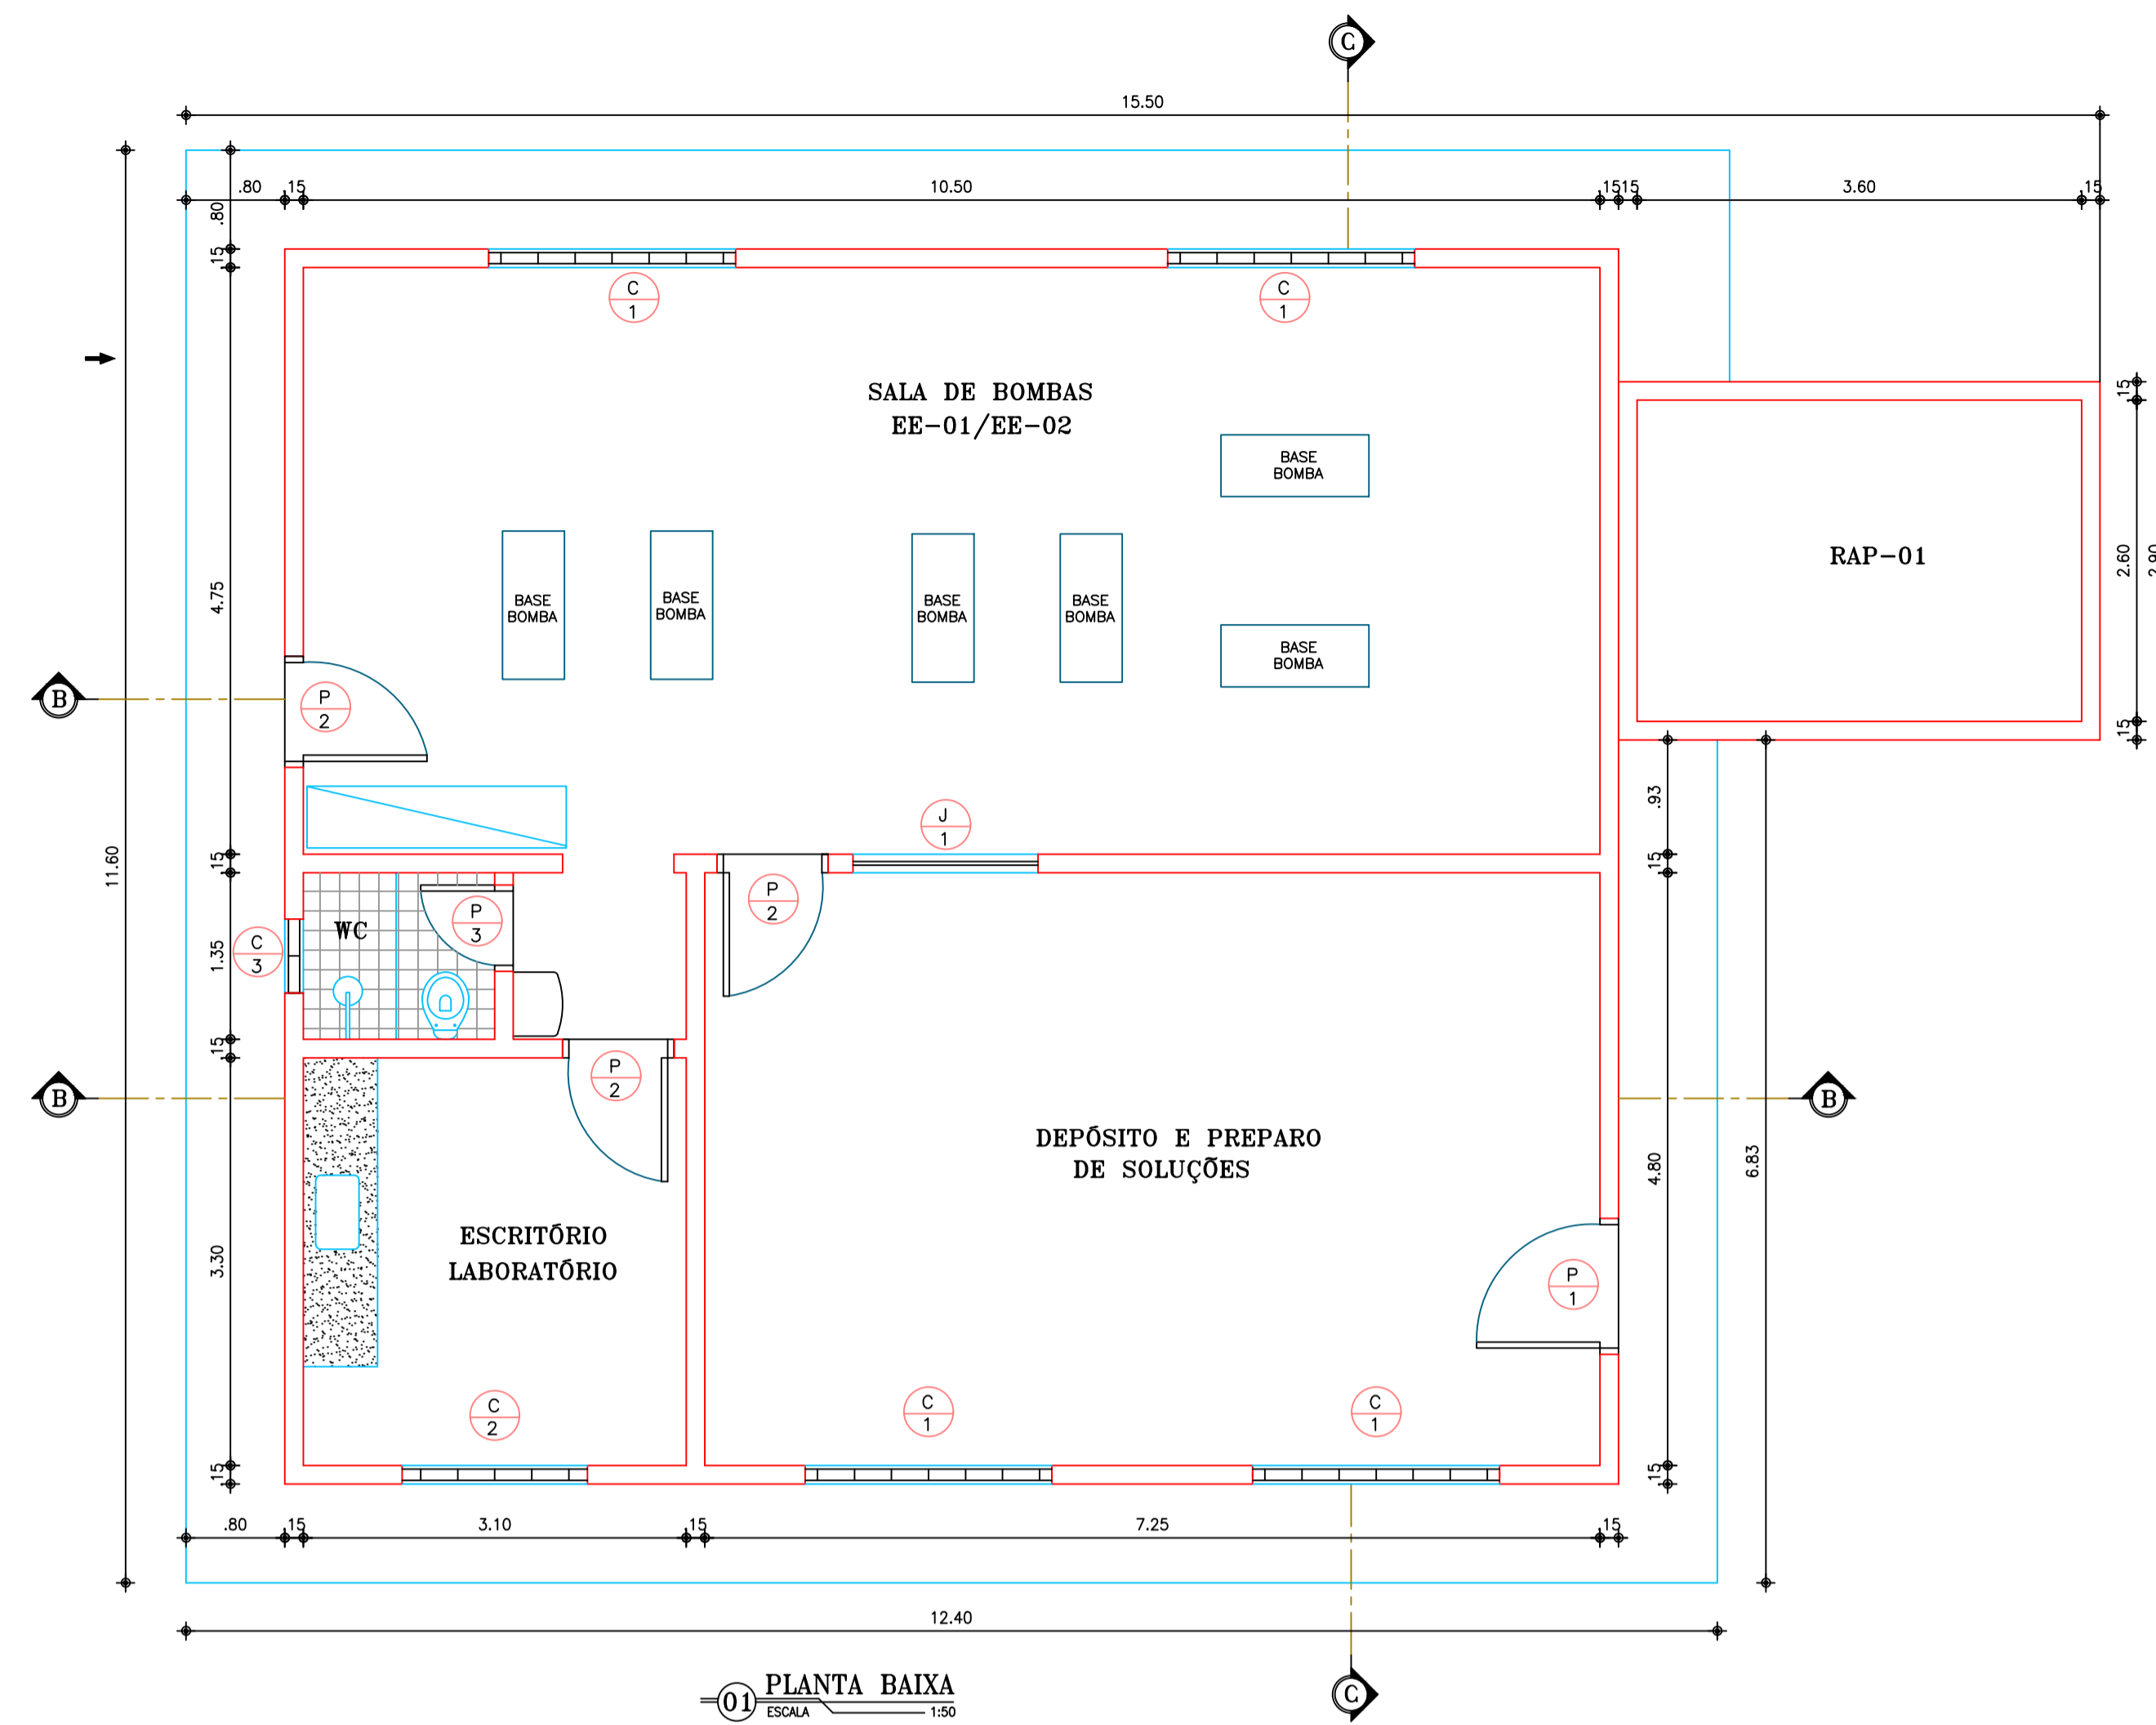 C
15.50
.80
.15
10.50
.15
15
3.60
.15
.80
.15
C
1
C
1
SALA DE BOMBAS
EE-01/EE-02
BASE
BOMBA
.15
RAP-01
2.60
2.90
4.75
BASE
BOMBA
BASE
BOMBA
BASE
BOMBA
BASE
BOMBA
BASE
BOMBA
B
P
2
.15
.93
J
1
11.60
.15
.15
P
2
WC
P
3
C
3
1.35
.15
P
2
B
B
DEPÓSITO E PREPARO
DE SOLUÇÕES
4.80
6.83
ESCRITÓRIO
LABORATÓRIO
3.30
P
1
C
2
C
1
C
1
.15
.15
.80
.15
3.10
.15
7.25
.15
12.40
01
PLANTA BAIXA
ESCALA
1:50
C